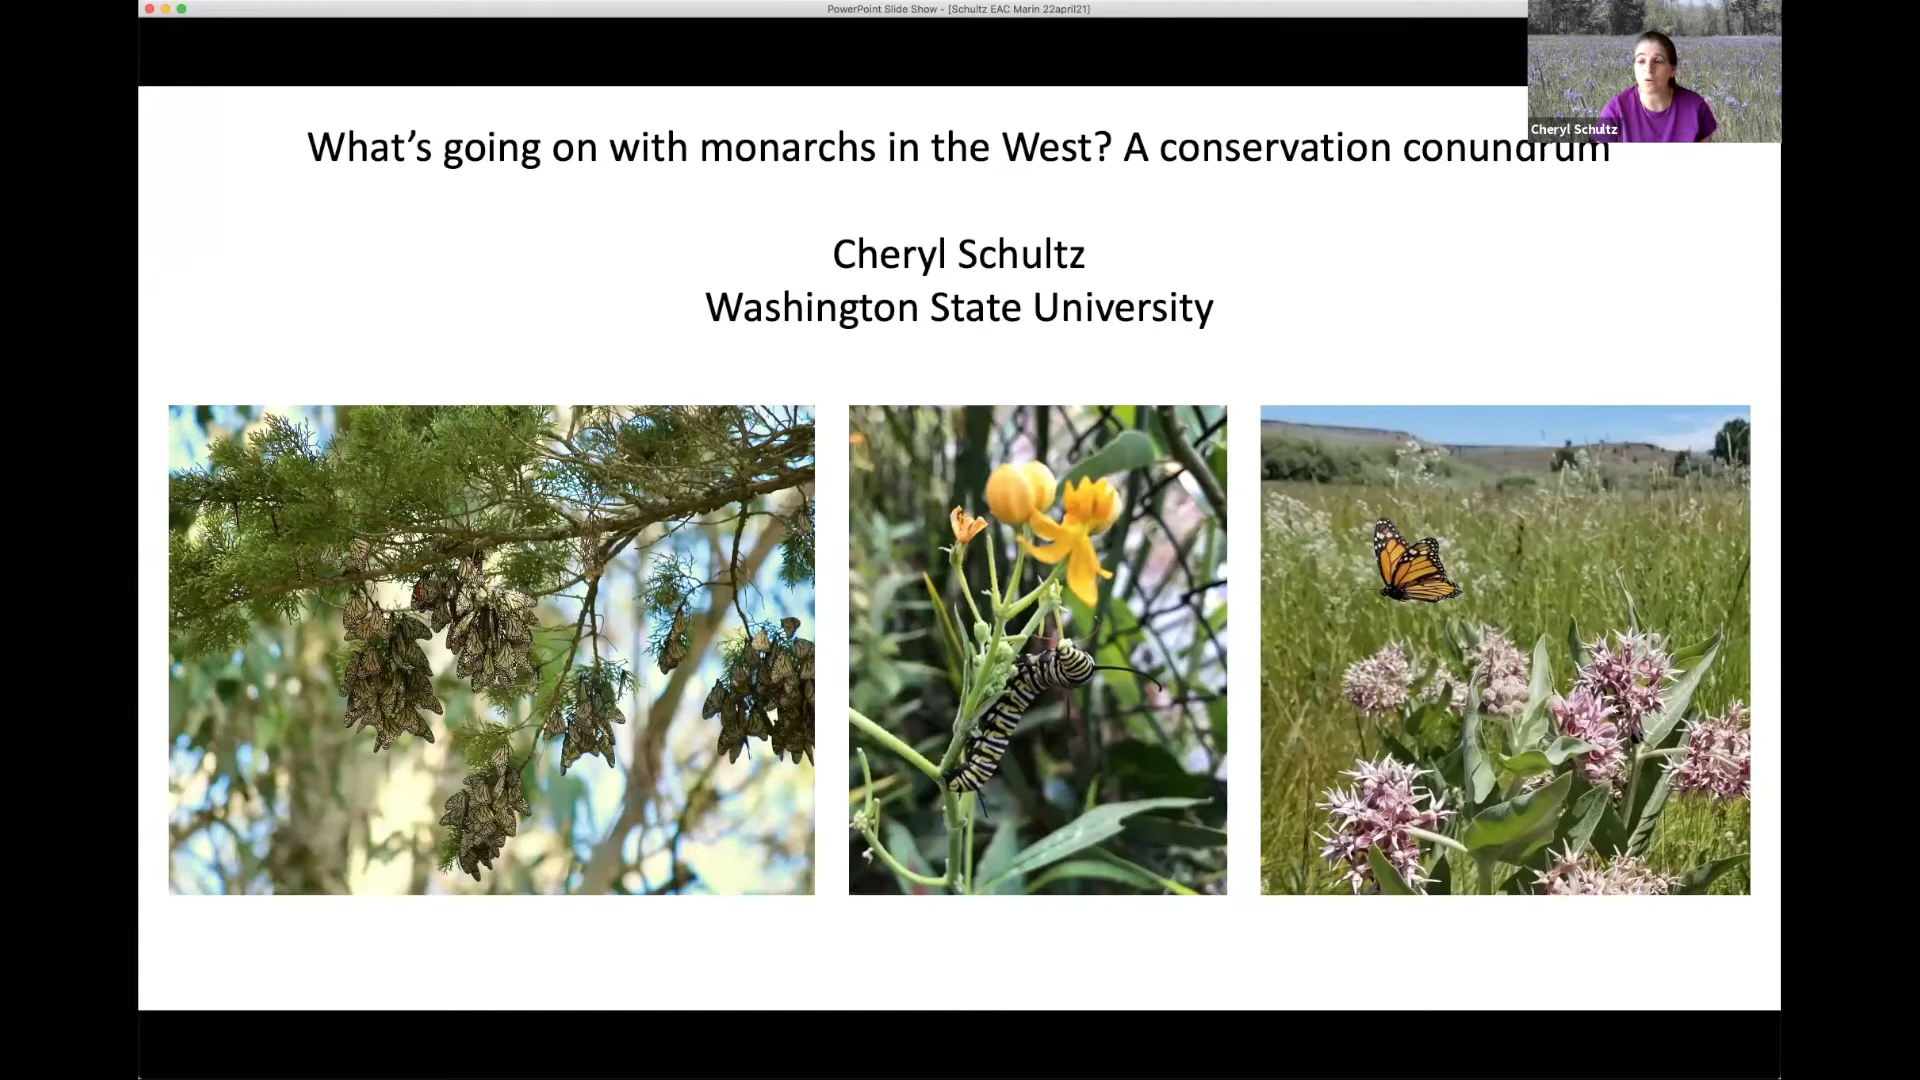 PowerPoint Slide Show - [Schultz EAC Marin 22april21]
Cheryl Schultz
What's going on with monarchs in the West? A conservation conundrum
Cheryl Schultz
Washington State University